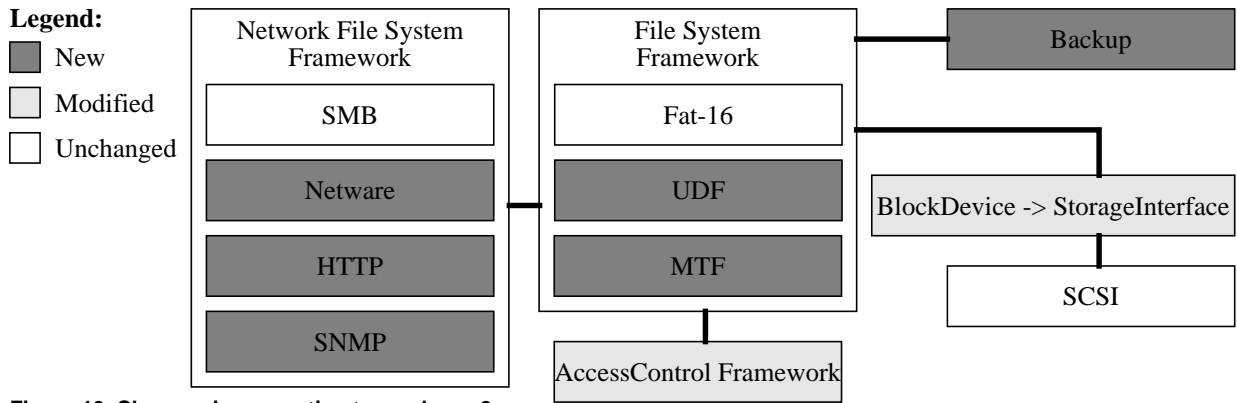 Legend:
New
Modified
Unchanged
Network File System
Framework
SMB
Netware
HTTP
SNMP
File System
Framework
Fat-16
UDF
MTF
AccessControl Framework
Backup
BlockDevice -> StorageInterface
SCSI